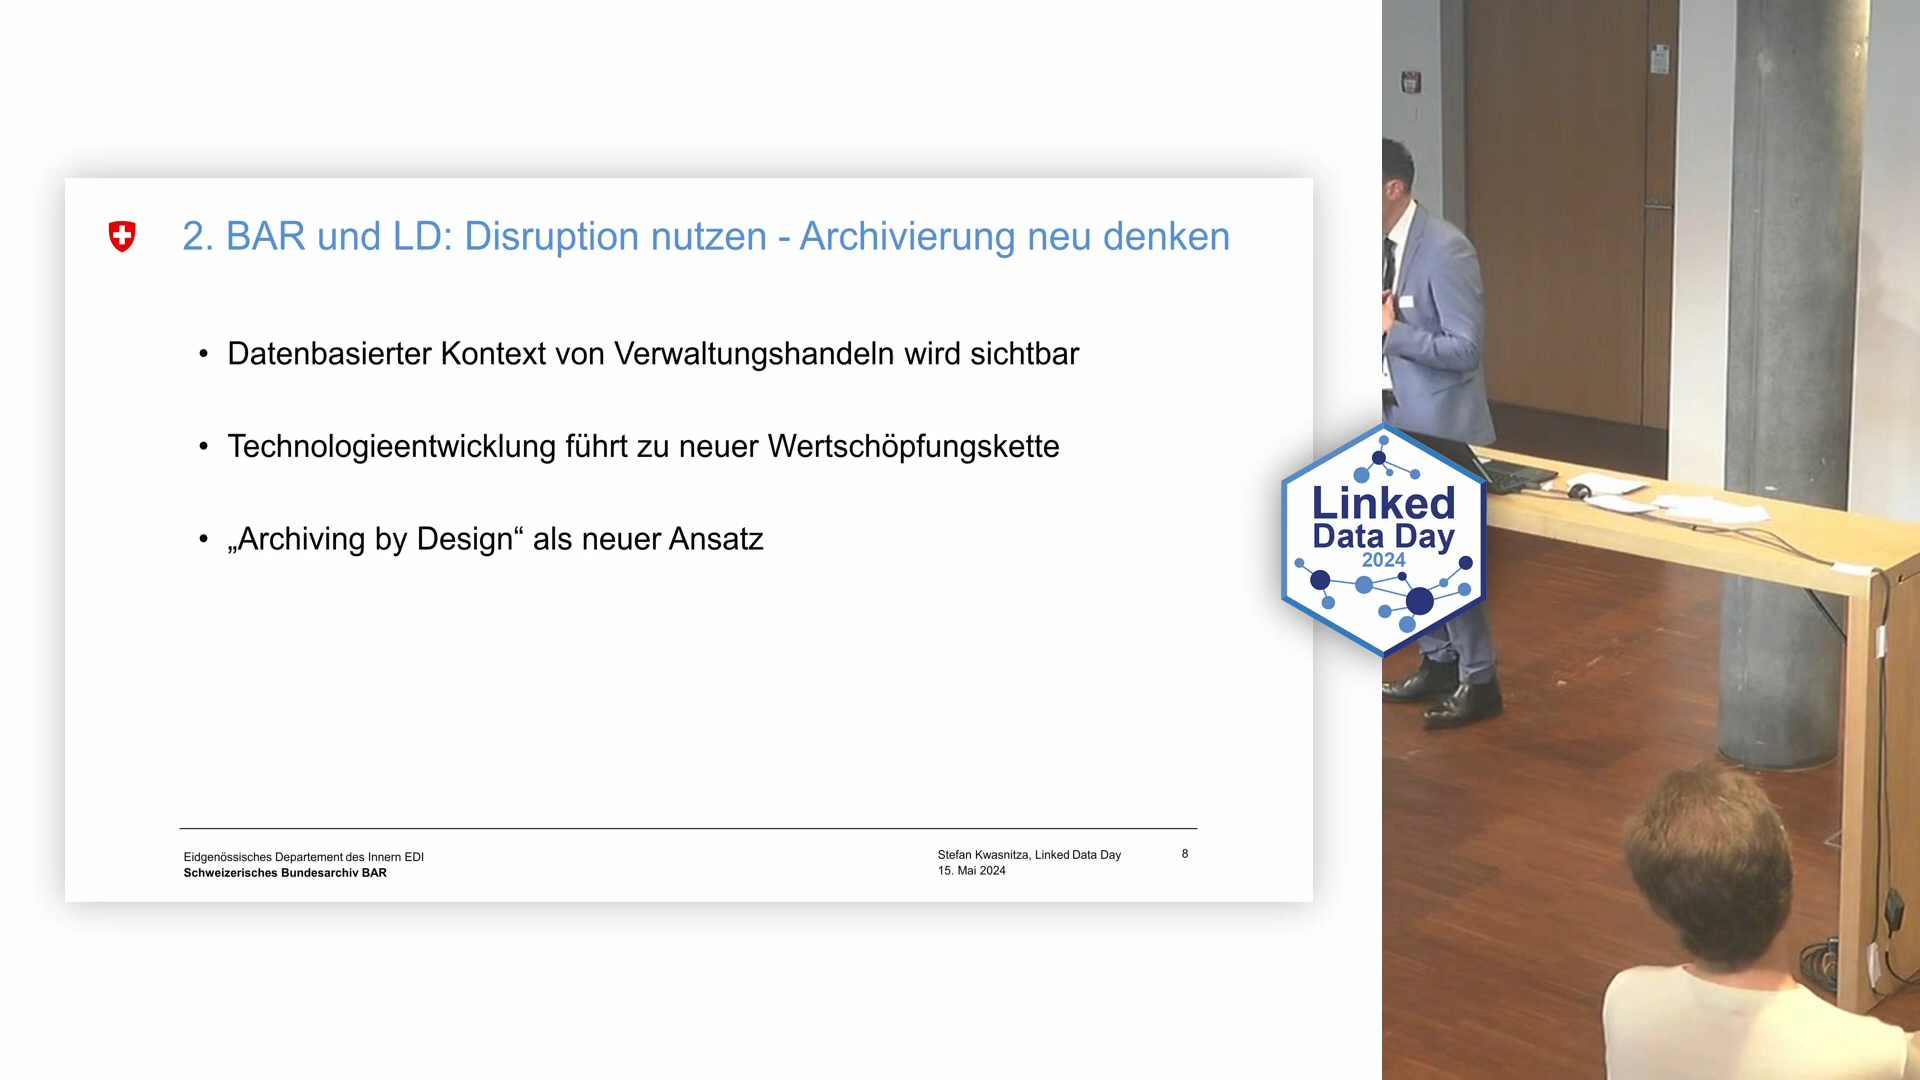 2. BAR und LD: Disruption nutzen - Archivierung neu denken
• Datenbasierter Kontext von Verwaltungshandeln wird sichtbar
• Technologieentwicklung führt zu neuer Wertschöpfungskette
• „Archiving by Design“ als neuer Ansatz
Eidgenössisches Departement des Innern EDI
Schweizerisches Bundesarchiv BAR
Stefan Kwasnitza, Linked Data Day
15. Mai 2024
8
Linked
Data Day
2024